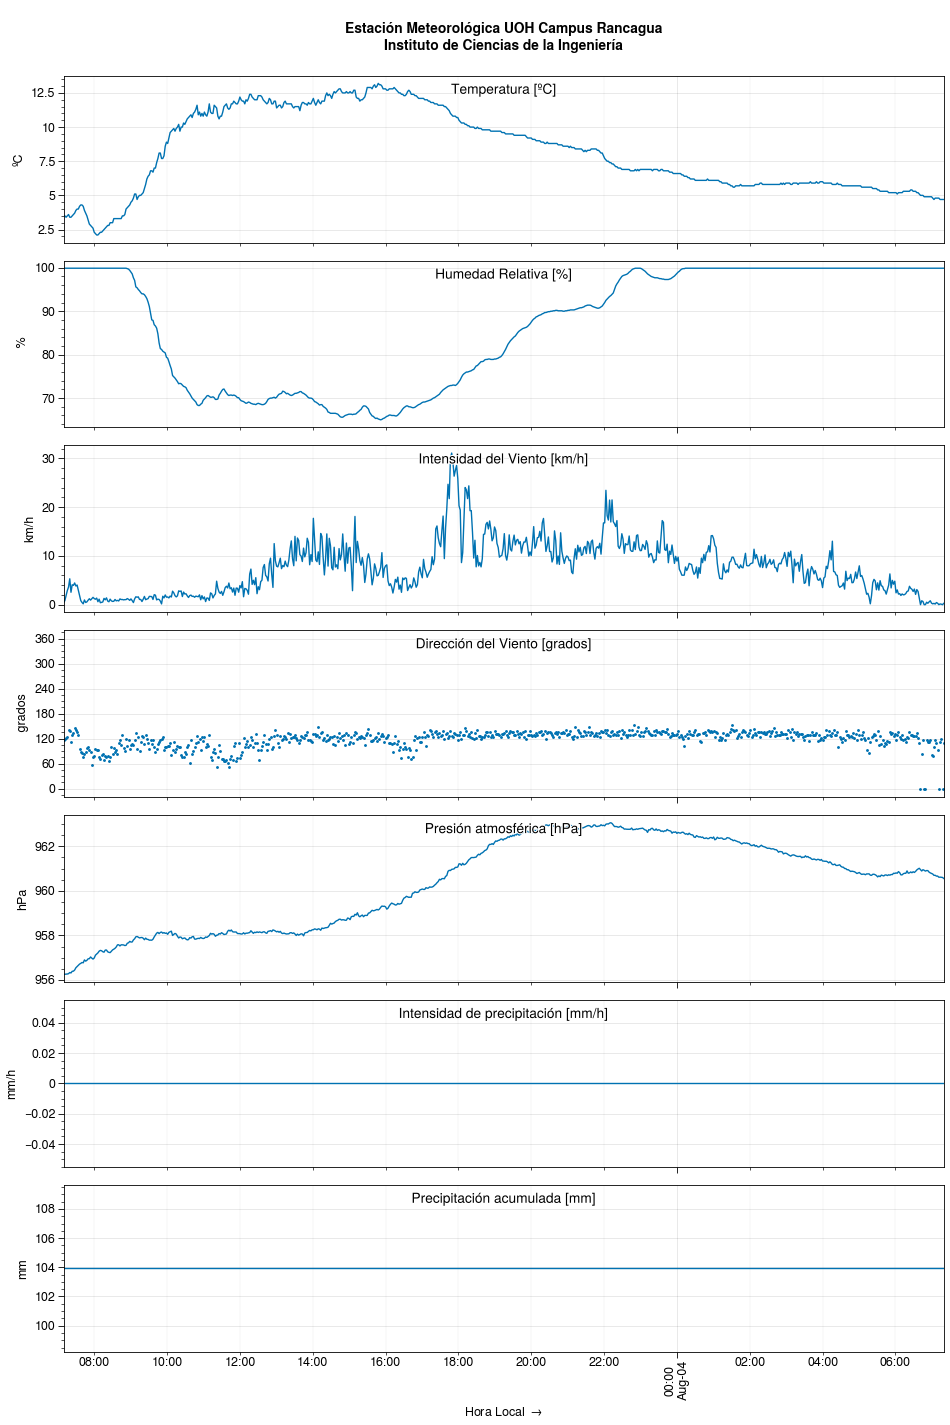 Estación Meteorológica UOH Campus Rancagua
Instituto de Ciencias de la Ingeniería
Temperatura [ºC]
12.5
10
7.5
5
2.5
ºC
Humedad Relativa [%]
100
90
80
70
%
Intensidad del Viento [km/h]
30
20
10
0
km/h
Dirección del Viento [grados]
360
300
240
180
120
60
0
grados
Presión atmosférica [hPa]
962
960
958
956
hPa
Intensidad de precipitación [mm/h]
0.04
0.02
0
−0.02
−0.04
mm/h
Precipitación acumulada [mm]
108
106
104
102
100
mm
08:00 10:00 12:00 14:00 16:00 18:00 20:00 22:00 00:00 02:00 04:00 06:00
Aug-04
Hora Local →